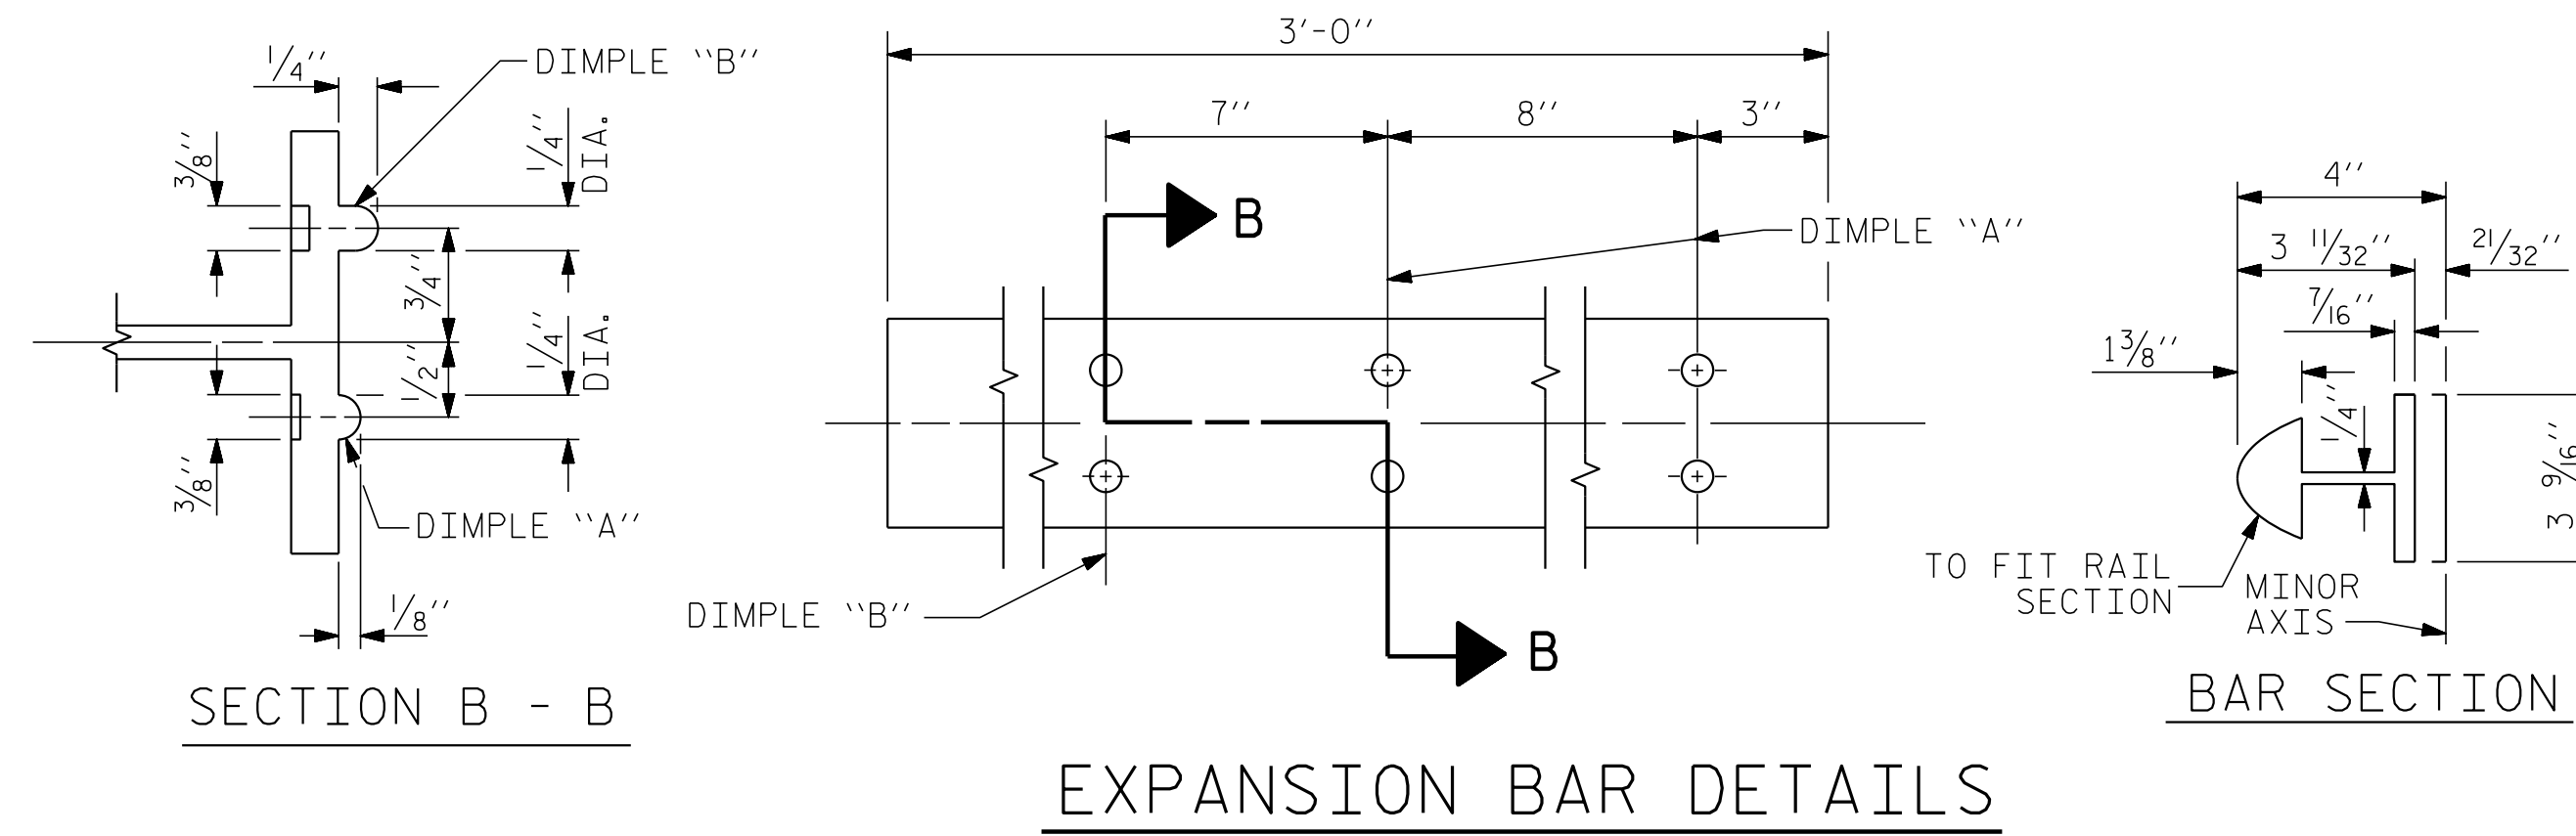 1/4''
DIMPLE "B"
3/8''
1/4'' DIA.
3/4''
1/2''
1/4'' DIA.
3/8''
DIMPLE "A"
1/8''
SECTION B - B
3'-0''
7''
8''
3''
B
DIMPLE "A"
DIMPLE "B"
B
EXPANSION BAR DETAILS
4''
3 11/32''
21/32''
7/16''
1 3/8''
1/4''
3 9/16''
TO FIT RAIL
SECTION
MINOR
AXIS
BAR SECTION